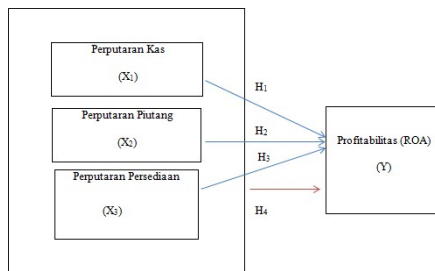 Perputaran Kas
(X₁)
H₁
Perputaran Piutang
(X₂)
H₂
H₃
Perputaran Persediaan
(X₃)
H₄
Profitabilitas (ROA)
(Y)